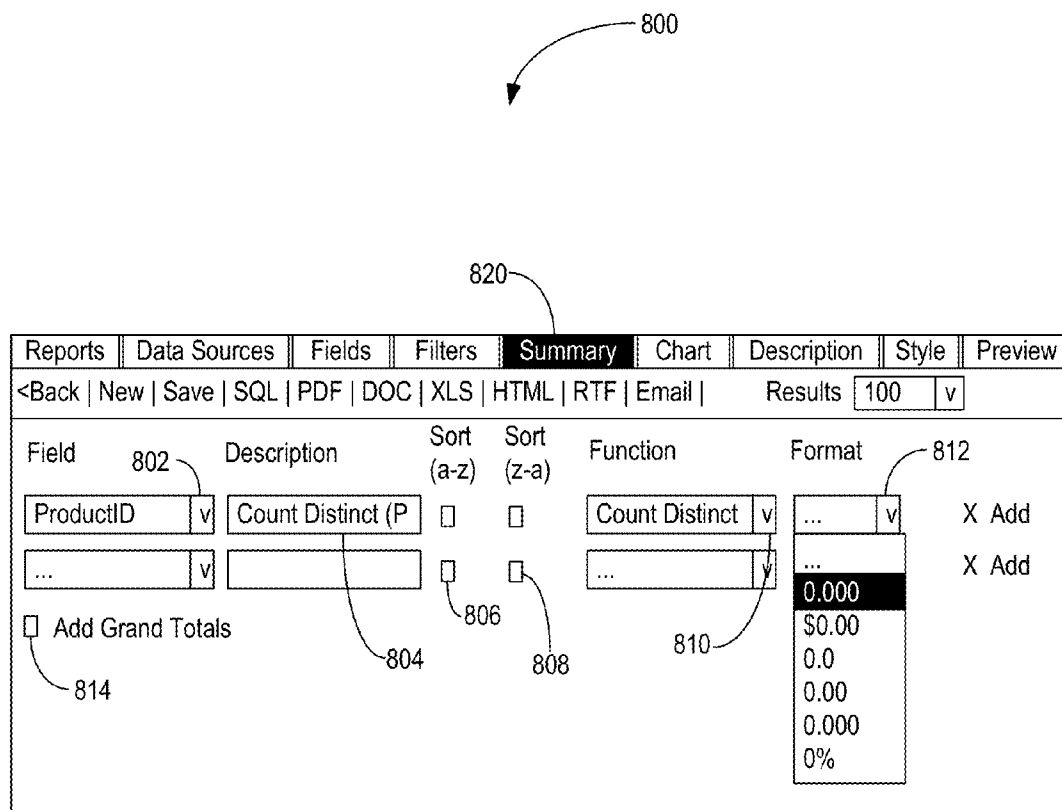 800
820
Reports Data Sources Fields Filters Summary Chart Description Style Preview
<Back | New | Save | SQL | PDF | DOC | XLS | HTML | RTF | Email | Results 100 v
Field 802 Description Sort (a-z) Sort (z-a) Function Format 812
ProductID v Count Distinct (P Count Distinct v ... v X Add
... v ... v ... X Add
0.000
Add Grand Totals 804 806 808 810 $0.00
814 0.0
0.00
0.000
0%